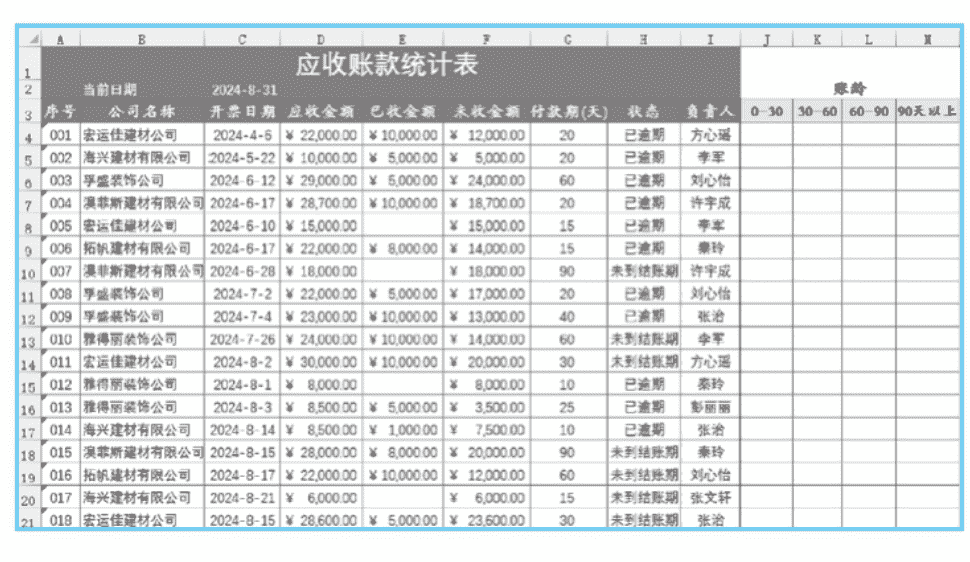 A B C D E F G H I J K L M
1 应收账款统计表
2 当前日期 2024-8-31 账龄
3 序号 公司名称 开票日期 应收金额 已收金额 未收金额 付款期(天) 状态 负责人 0-30 30-60 60-90 90天以上
4 001 宏运佳建材公司 2024-4-6 ¥ 22,000.00 ¥ 10,000.00 ¥ 12,000.00 20 已逾期 方心瑶
5 002 海兴建材有限公司 2024-5-22 ¥ 10,000.00 ¥ 5,000.00 ¥ 5,000.00 20 已逾期 李军
6 003 孚盛装饰公司 2024-6-12 ¥ 29,000.00 ¥ 5,000.00 ¥ 24,000.00 60 已逾期 刘心怡
7 004 澳菲斯建材有限公司 2024-6-17 ¥ 28,700.00 ¥ 10,000.00 ¥ 18,700.00 20 已逾期 许宇成
8 005 宏运佳建材公司 2024-6-10 ¥ 15,000.00 ¥ 15,000.00 15 已逾期 李军
9 006 拓帆建材有限公司 2024-6-17 ¥ 22,000.00 ¥ 8,000.00 ¥ 14,000.00 15 已逾期 秦玲
10 007 澳菲斯建材有限公司 2024-6-28 ¥ 18,000.00 ¥ 18,000.00 90 未到结账期 许宇成
11 008 孚盛装饰公司 2024-7-2 ¥ 22,000.00 ¥ 5,000.00 ¥ 17,000.00 20 已逾期 刘心怡
12 009 孚盛装饰公司 2024-7-4 ¥ 23,000.00 ¥ 10,000.00 ¥ 13,000.00 40 已逾期 张治
13 010 雅得丽装饰公司 2024-7-26 ¥ 24,000.00 ¥ 10,000.00 ¥ 14,000.00 60 未到结账期 李军
14 011 宏运佳建材公司 2024-8-2 ¥ 30,000.00 ¥ 10,000.00 ¥ 20,000.00 30 未到结账期 方心瑶
15 012 雅得丽装饰公司 2024-8-1 ¥ 8,000.00 ¥ 8,000.00 10 已逾期 秦玲
16 013 雅得丽装饰公司 2024-8-3 ¥ 8,500.00 ¥ 5,000.00 ¥ 3,500.00 25 已逾期 彭丽丽
17 014 海兴建材有限公司 2024-8-14 ¥ 8,500.00 ¥ 1,000.00 ¥ 7,500.00 10 已逾期 张治
18 015 澳菲斯建材有限公司 2024-8-15 ¥ 28,000.00 ¥ 8,000.00 ¥ 20,000.00 90 未到结账期 秦玲
19 016 拓帆建材有限公司 2024-8-17 ¥ 22,000.00 ¥ 10,000.00 ¥ 12,000.00 60 未到结账期 刘心怡
20 017 海兴建材有限公司 2024-8-21 ¥ 6,000.00 ¥ 6,000.00 15 未到结账期 张文轩
21 018 宏运佳建材公司 2024-8-15 ¥ 28,600.00 ¥ 5,000.00 ¥ 23,600.00 30 未到结账期 张治